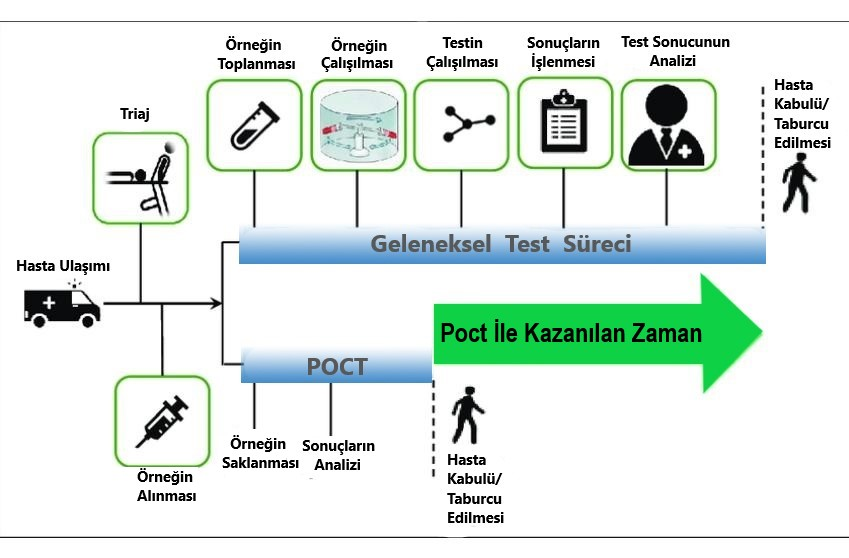 Örneğin
Toplanması
Örneğin
Çalışılması
Testin
Çalışılması
Sonuçların
İşlenmesi
Test Sonucunun
Analizi
Hasta
Kabulü/
Taburcu
Edilmesi
Triaj
Geleneksel Test Süreci
Hasta Ulaşımı
Poct İle Kazanılan Zaman
POCT
Örneğin
Saklanması
Sonuçların
Analizi
Hasta
Kabulü/
Taburcu
Edilmesi
Örneğin
Alınması